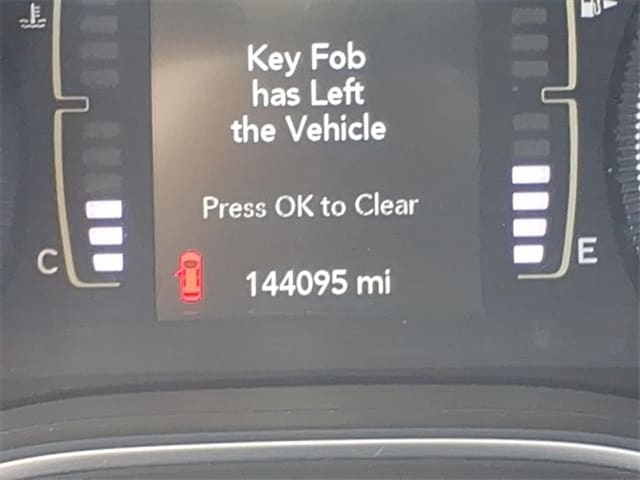 Key Fob
has Left
the Vehicle
Press OK to Clear
C
E
144095 mi